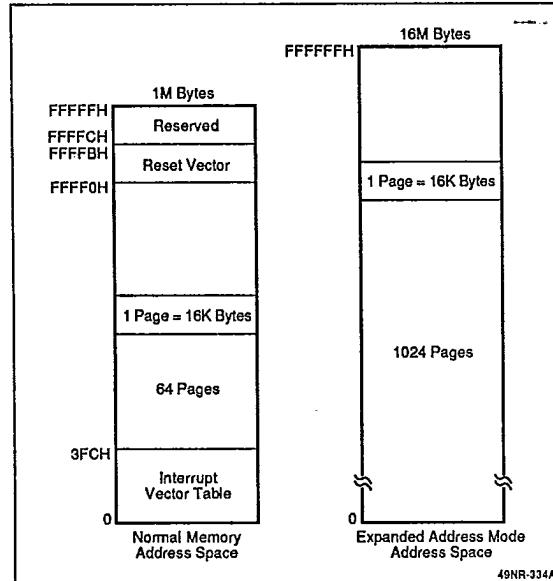 1M Bytes
FFFFFH
Reserved
FFFFCH
FFFFBH
Reset Vector
FFFF0H
1 Page = 16K Bytes
64 Pages
3FCH
Interrupt
Vector Table
0
Normal Memory
Address Space
16M Bytes
FFFFFFH
1 Page = 16K Bytes
1024 Pages
0
Expanded Address Mode
Address Space
49NR-334A